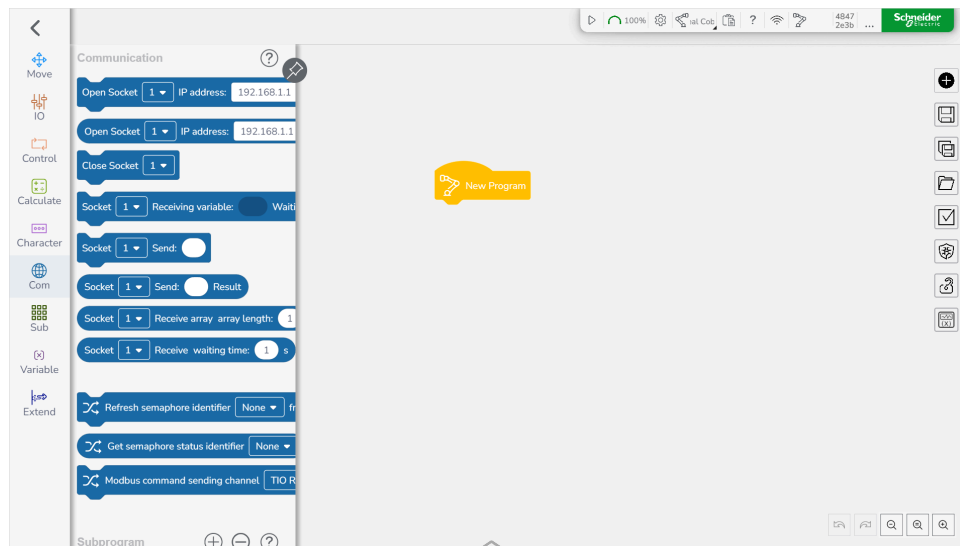 100%
ial Cob
?
4847
2e3b
...
Schneider
Electric
Move
IO
Control
Calculate
Character
Com
Sub
Variable
Extend
Communication ?
Open Socket 1 IP address: 192.168.1.1
Open Socket 1 IP address: 192.168.1.1
Close Socket 1
Socket 1 Receiving variable: Waiti
Socket 1 Send:
Socket 1 Send: Result
Socket 1 Receive array array length: 1
Socket 1 Receive waiting time: 1 s
Refresh semaphore identifier None fr
Get semaphore status identifier None
Modbus command sending channel TIO R
Subprogram ?
New Program